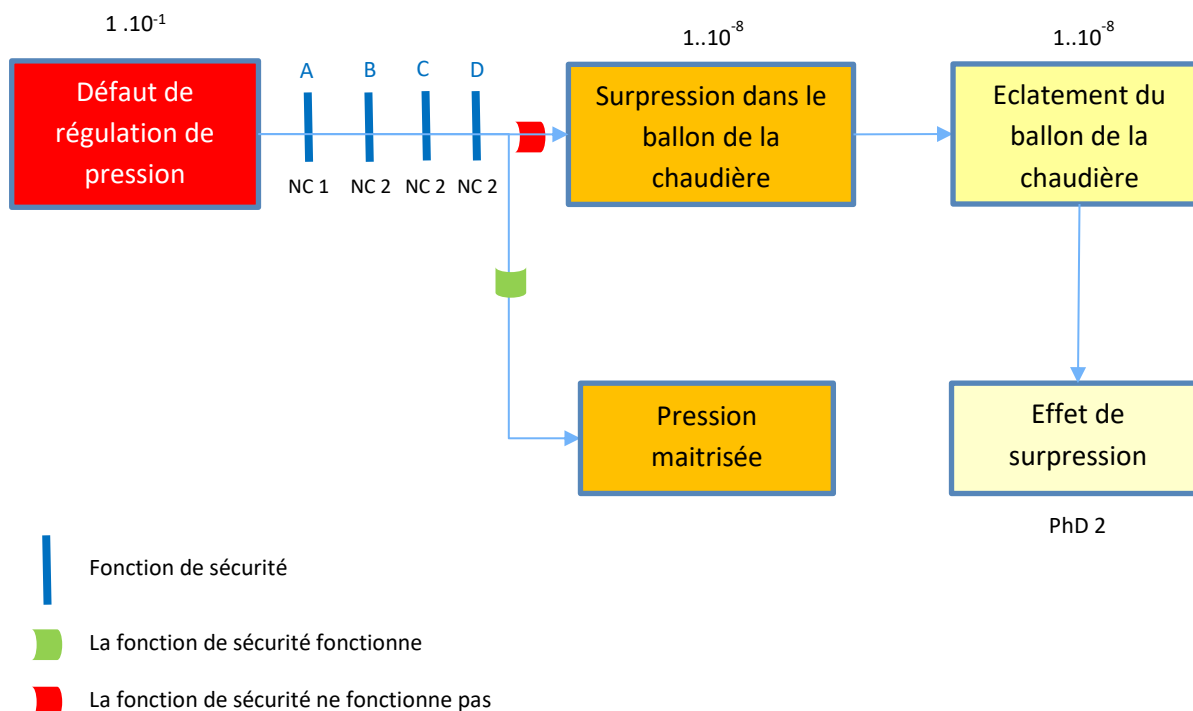 1 .10-1
1..10-8
1..10-8
Défaut de
régulation de
pression
A B C D
NC 1 NC 2 NC 2 NC 2
Surpression dans le
ballon de la
chaudière
Eclatement du
ballon de la
chaudière
Pression
maitrisée
Effet de
surpression
PhD 2
Fonction de sécurité
La fonction de sécurité fonctionne
La fonction de sécurité ne fonctionne pas